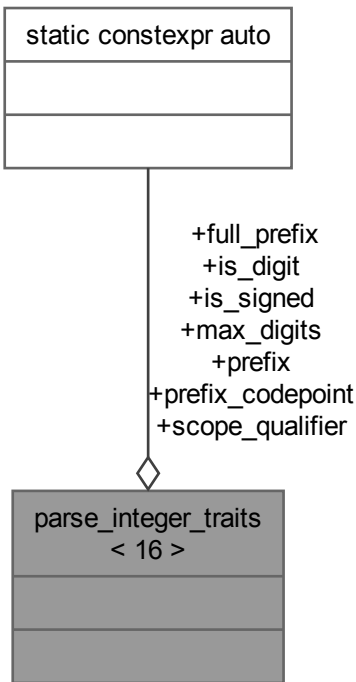 static constexpr auto
+full_prefix
+is_digit
+is_signed
+max_digits
+prefix
+prefix_codepoint
+scope_qualifier
parse_integer_traits
< 16 >